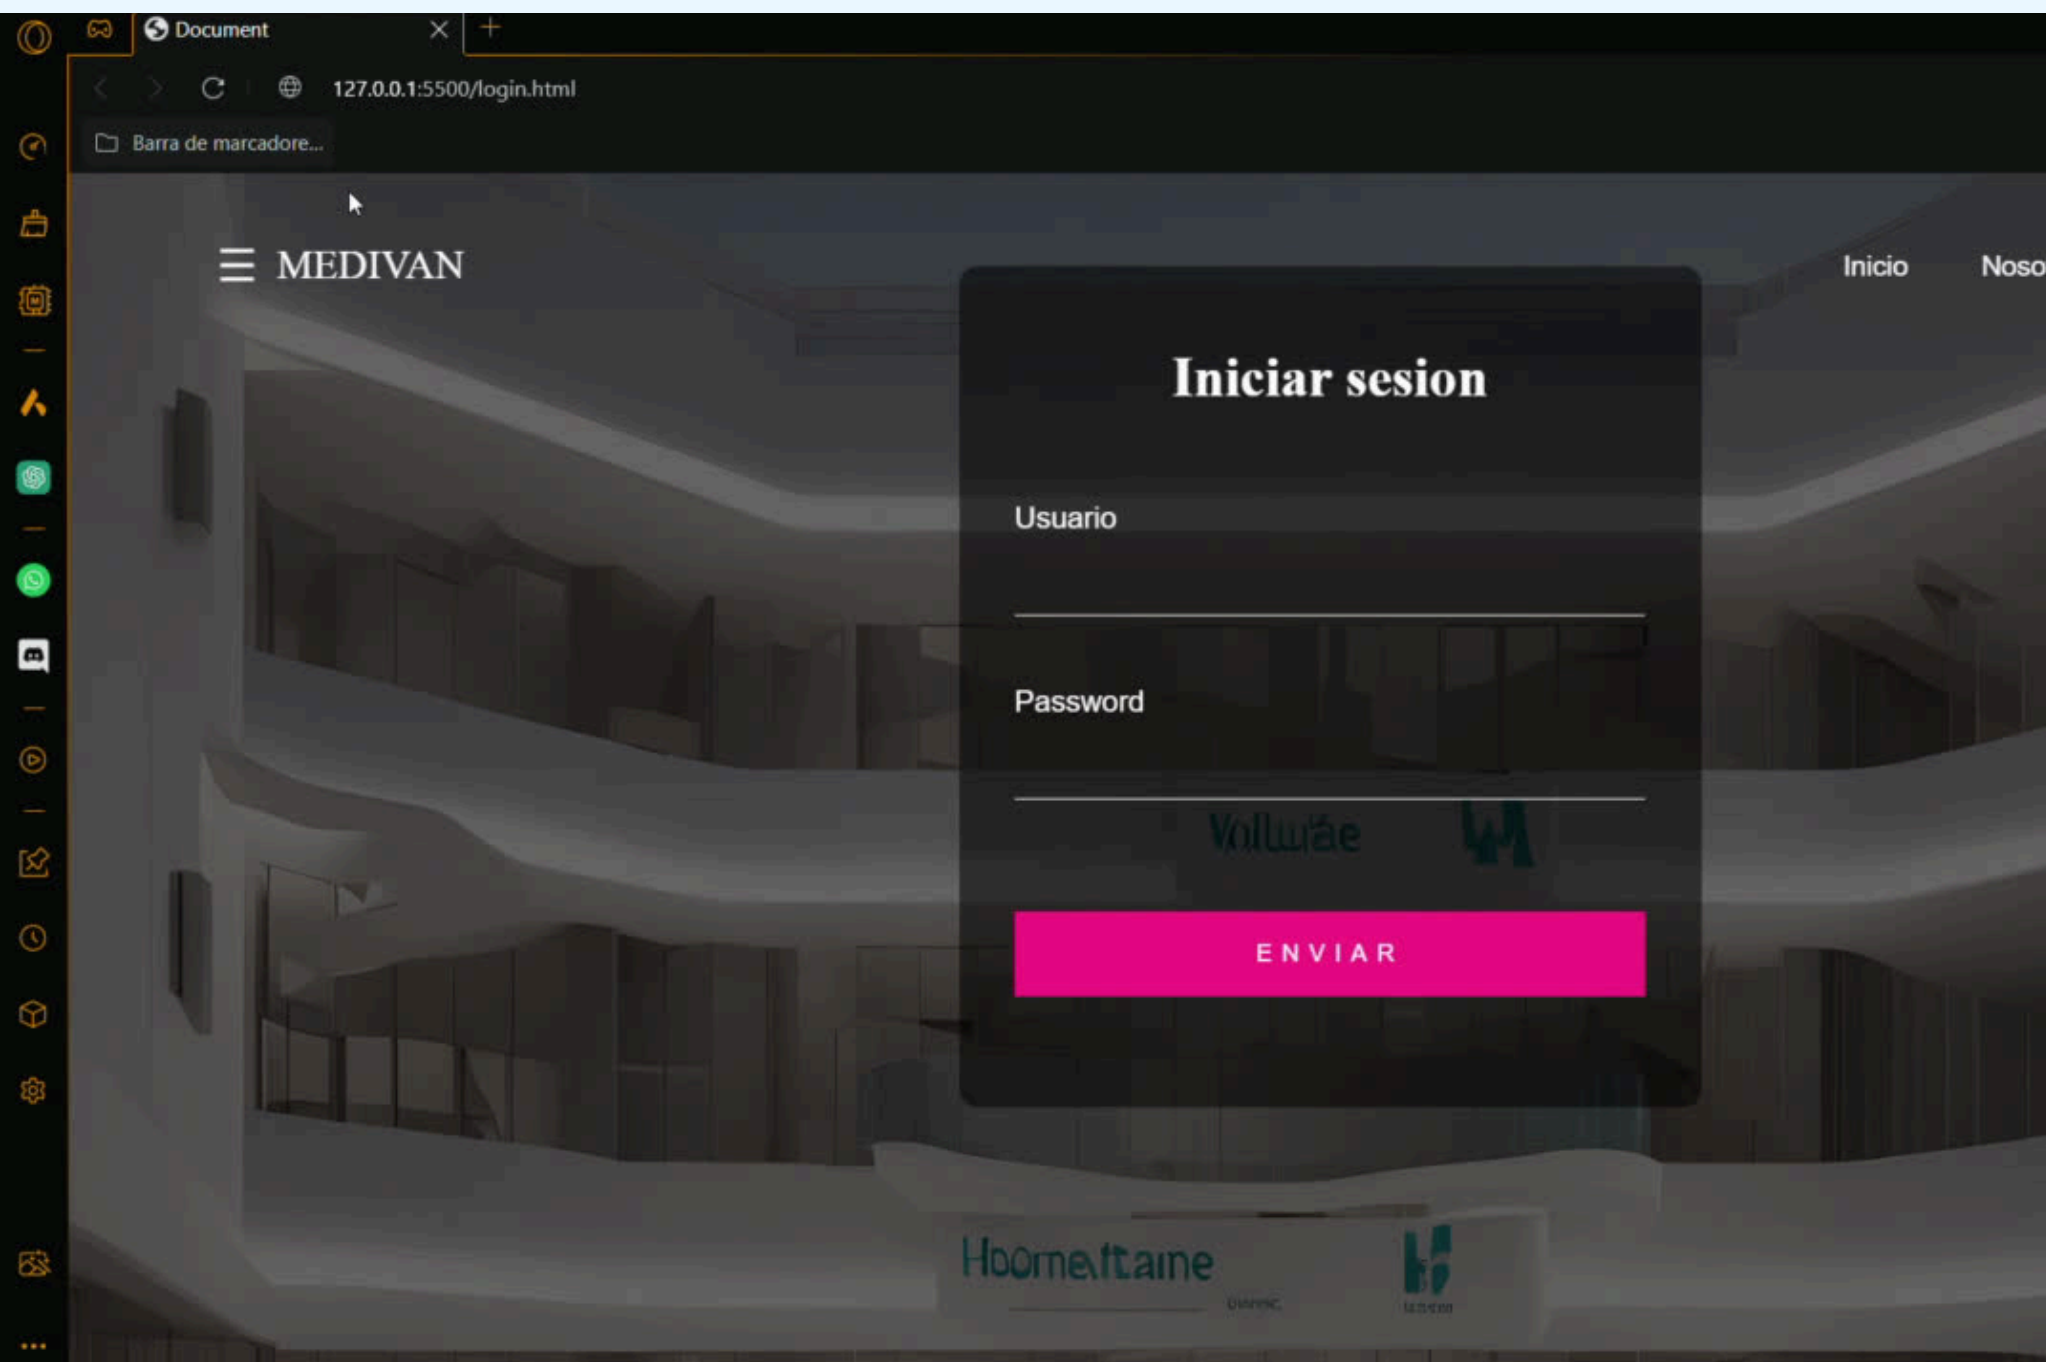 Document
127.0.0.1:5500/login.html
Barra de marcadore...
MEDIVAN
Inicio
Noso
Iniciar sesion
Usuario
Password
ENVIAR